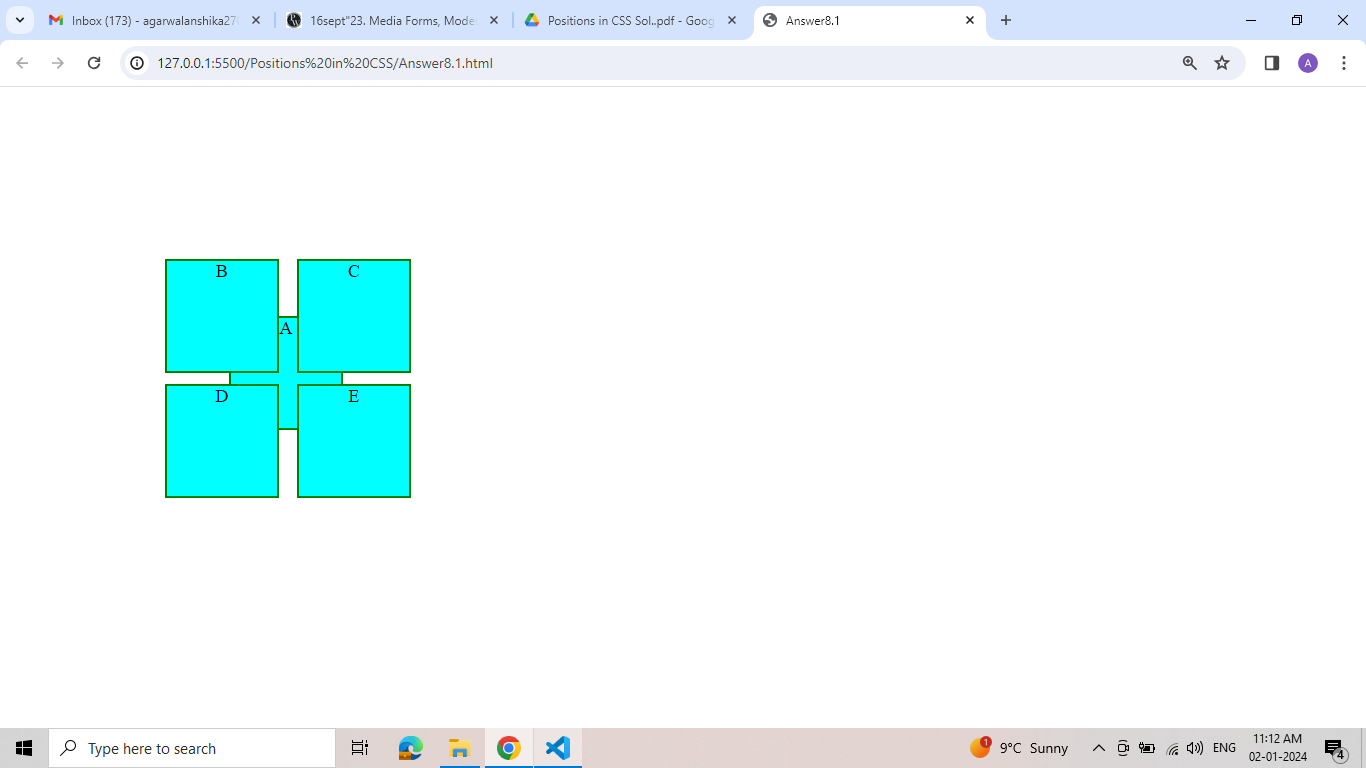 Inbox (173) - agarwalanshika27
16sept"23. Media Forms, Mode
Positions in CSS Sol..pdf - Goog
Answer8.1
127.0.0.1:5500/Positions%20in%20CSS/Answer8.1.html
A
B
C
A
D
E
Type here to search
1
9°C Sunny
ENG
11:12 AM
02-01-2024
4